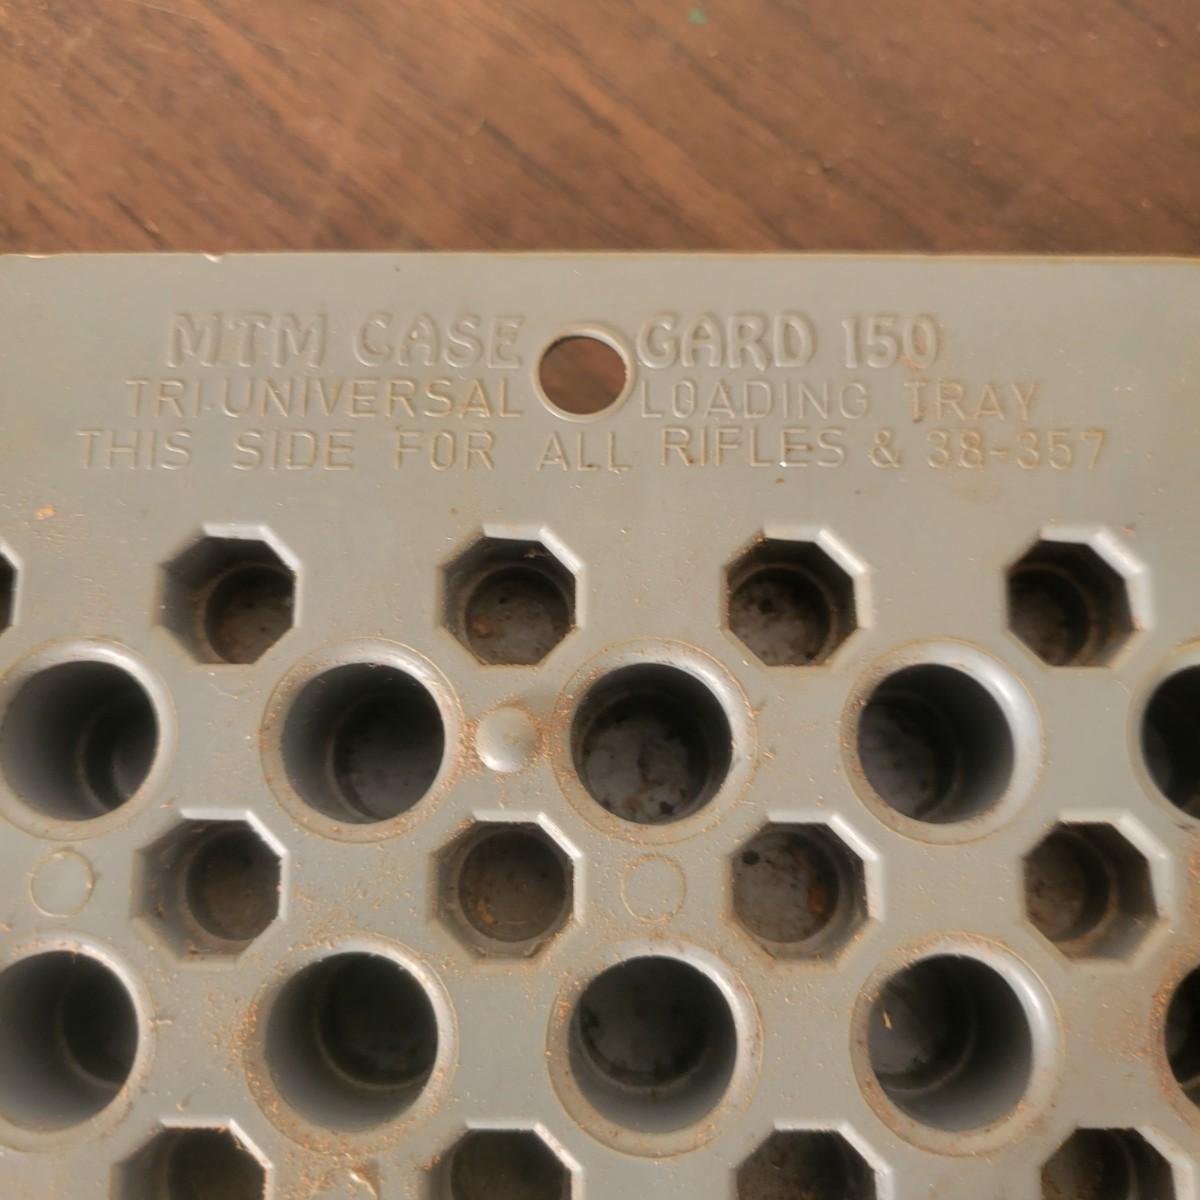 MTM CASE GARD 150
TRI-UNIVERSAL LOADING TRAY
THIS SIDE FOR ALL RIFLES & 38-357